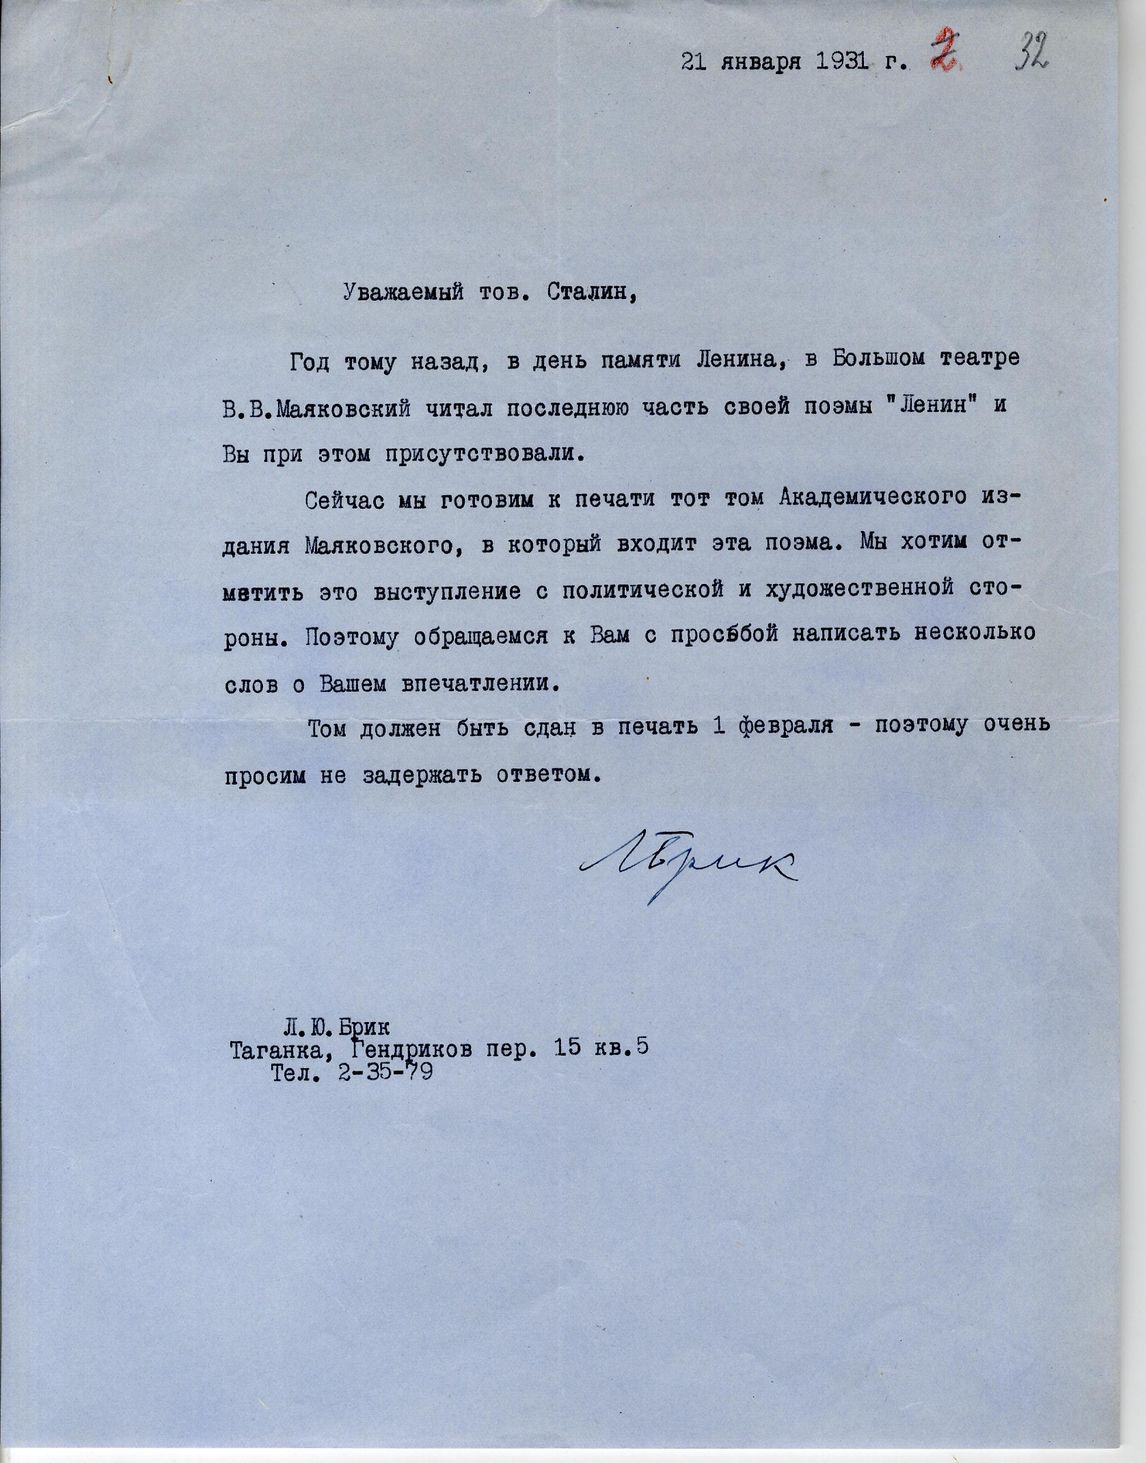 21 января 1931 г. 2 32
Уважаемый тов. Сталин,
Год тому назад, в день памяти Ленина, в Большом театре
В.В.Маяковский читал последнюю часть своей поэмы "Ленин" и
Вы при этом присутствовали.
Сейчас мы готовим к печати тот том Академического из-
дания Маяковского, в который входит эта поэма. Мы хотим от-
метить это выступление с политической и художественной сто-
роны. Поэтому обращаемся к Вам с просьбой написать несколько
слов о Вашем впечатлении.
Том должен быть сдан в печать 1 февраля - поэтому очень
просим не задержать ответом.
ЛБрик
Л.Ю.Брик
Таганка, Гендриков пер. 15 кв.5
Тел. 2-35-79